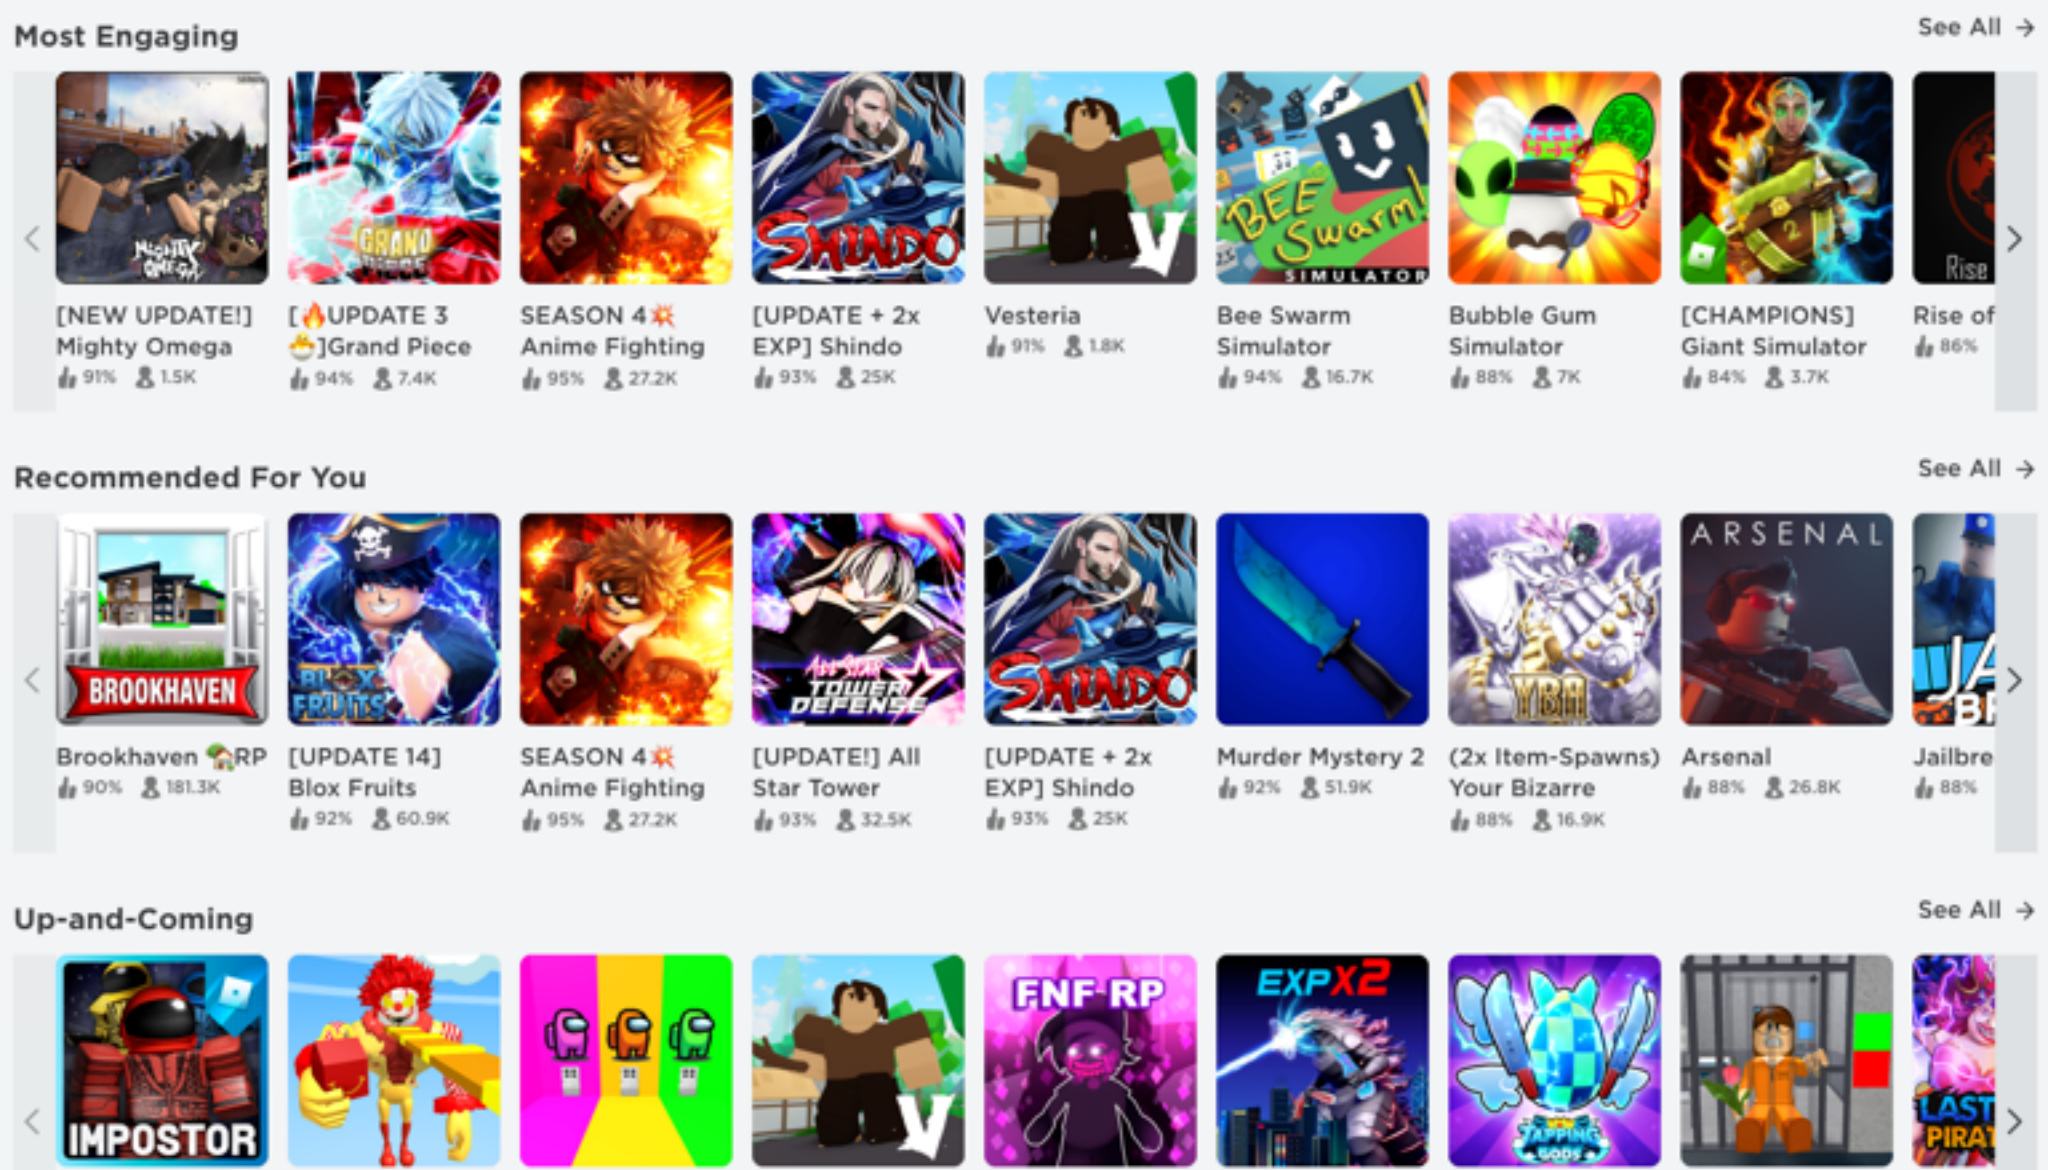 Most Engaging
See All →
MIGHTY
OMEGA
GRAND
PIECE
SHINDO
V
BEE
Swarm!
SIMULATOR
2
Rise
[NEW UPDATE!]
Mighty Omega
91% 1.5K
[🔥UPDATE 3
🐣]Grand Piece
94% 7.4K
SEASON 4💥
Anime Fighting
95% 27.2K
[UPDATE + 2x
EXP] Shindo
93% 25K
Vesteria
91% 1.8K
Bee Swarm
Simulator
94% 16.7K
Bubble Gum
Simulator
88% 7K
[CHAMPIONS]
Giant Simulator
84% 3.7K
Rise of
86%
Recommended For You
See All →
BROOKHAVEN
BLOX
FRUITS
ALL STAR
TOWER
DEFENSE
SHINDO
YBA
ARSENAL
JA
BR
Brookhaven 🏡RP
90% 181.3K
[UPDATE 14]
Blox Fruits
92% 60.9K
SEASON 4💥
Anime Fighting
95% 27.2K
[UPDATE!] All
Star Tower
93% 32.5K
[UPDATE + 2x
EXP] Shindo
93% 25K
Murder Mystery 2
92% 51.9K
(2x Item-Spawns)
Your Bizarre
88% 16.9K
Arsenal
88% 26.8K
Jailbre
88%
Up-and-Coming
See All →
IMPOSTOR
V
FNF RP
EXPX2
TAPPING
GODS
LAST
PIRAT